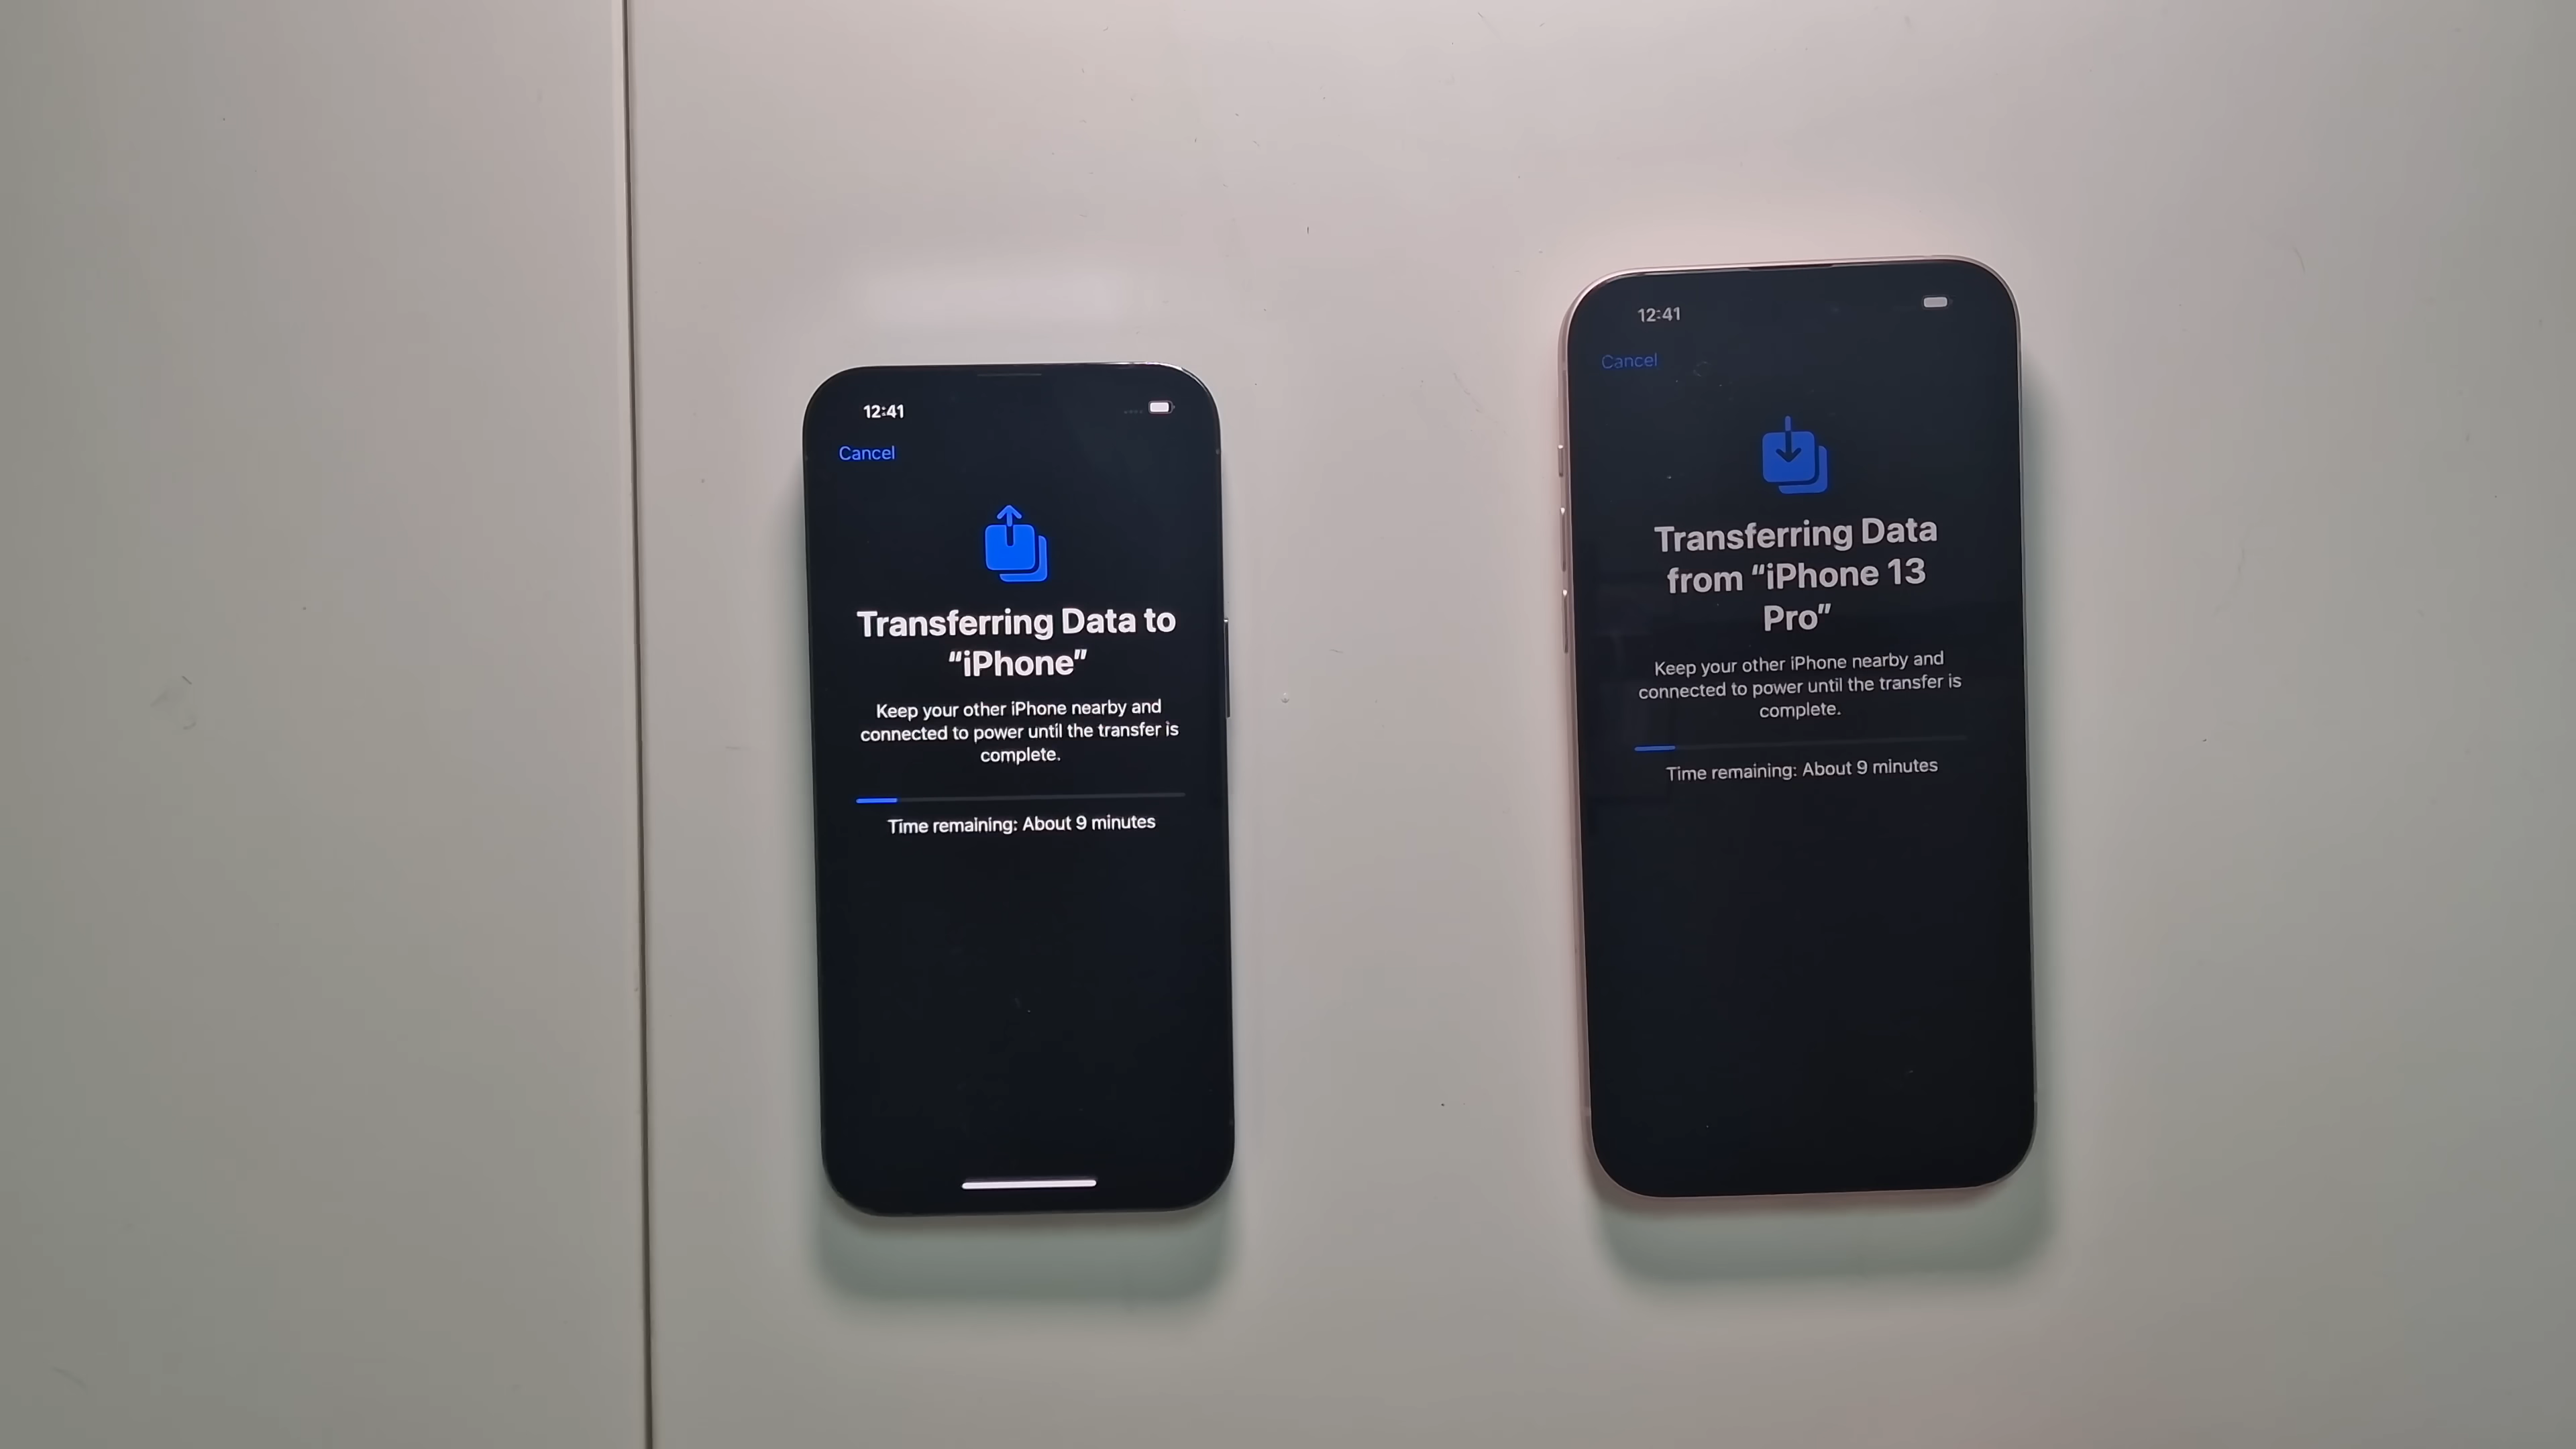 12:41
Cancel
Transferring Data to
“iPhone”
Keep your other iPhone nearby and
connected to power until the transfer is
complete.
Time remaining: About 9 minutes
12:41
Cancel
Transferring Data
from “iPhone 13
Pro”
Keep your other iPhone nearby and
connected to power until the transfer is
complete.
Time remaining: About 9 minutes